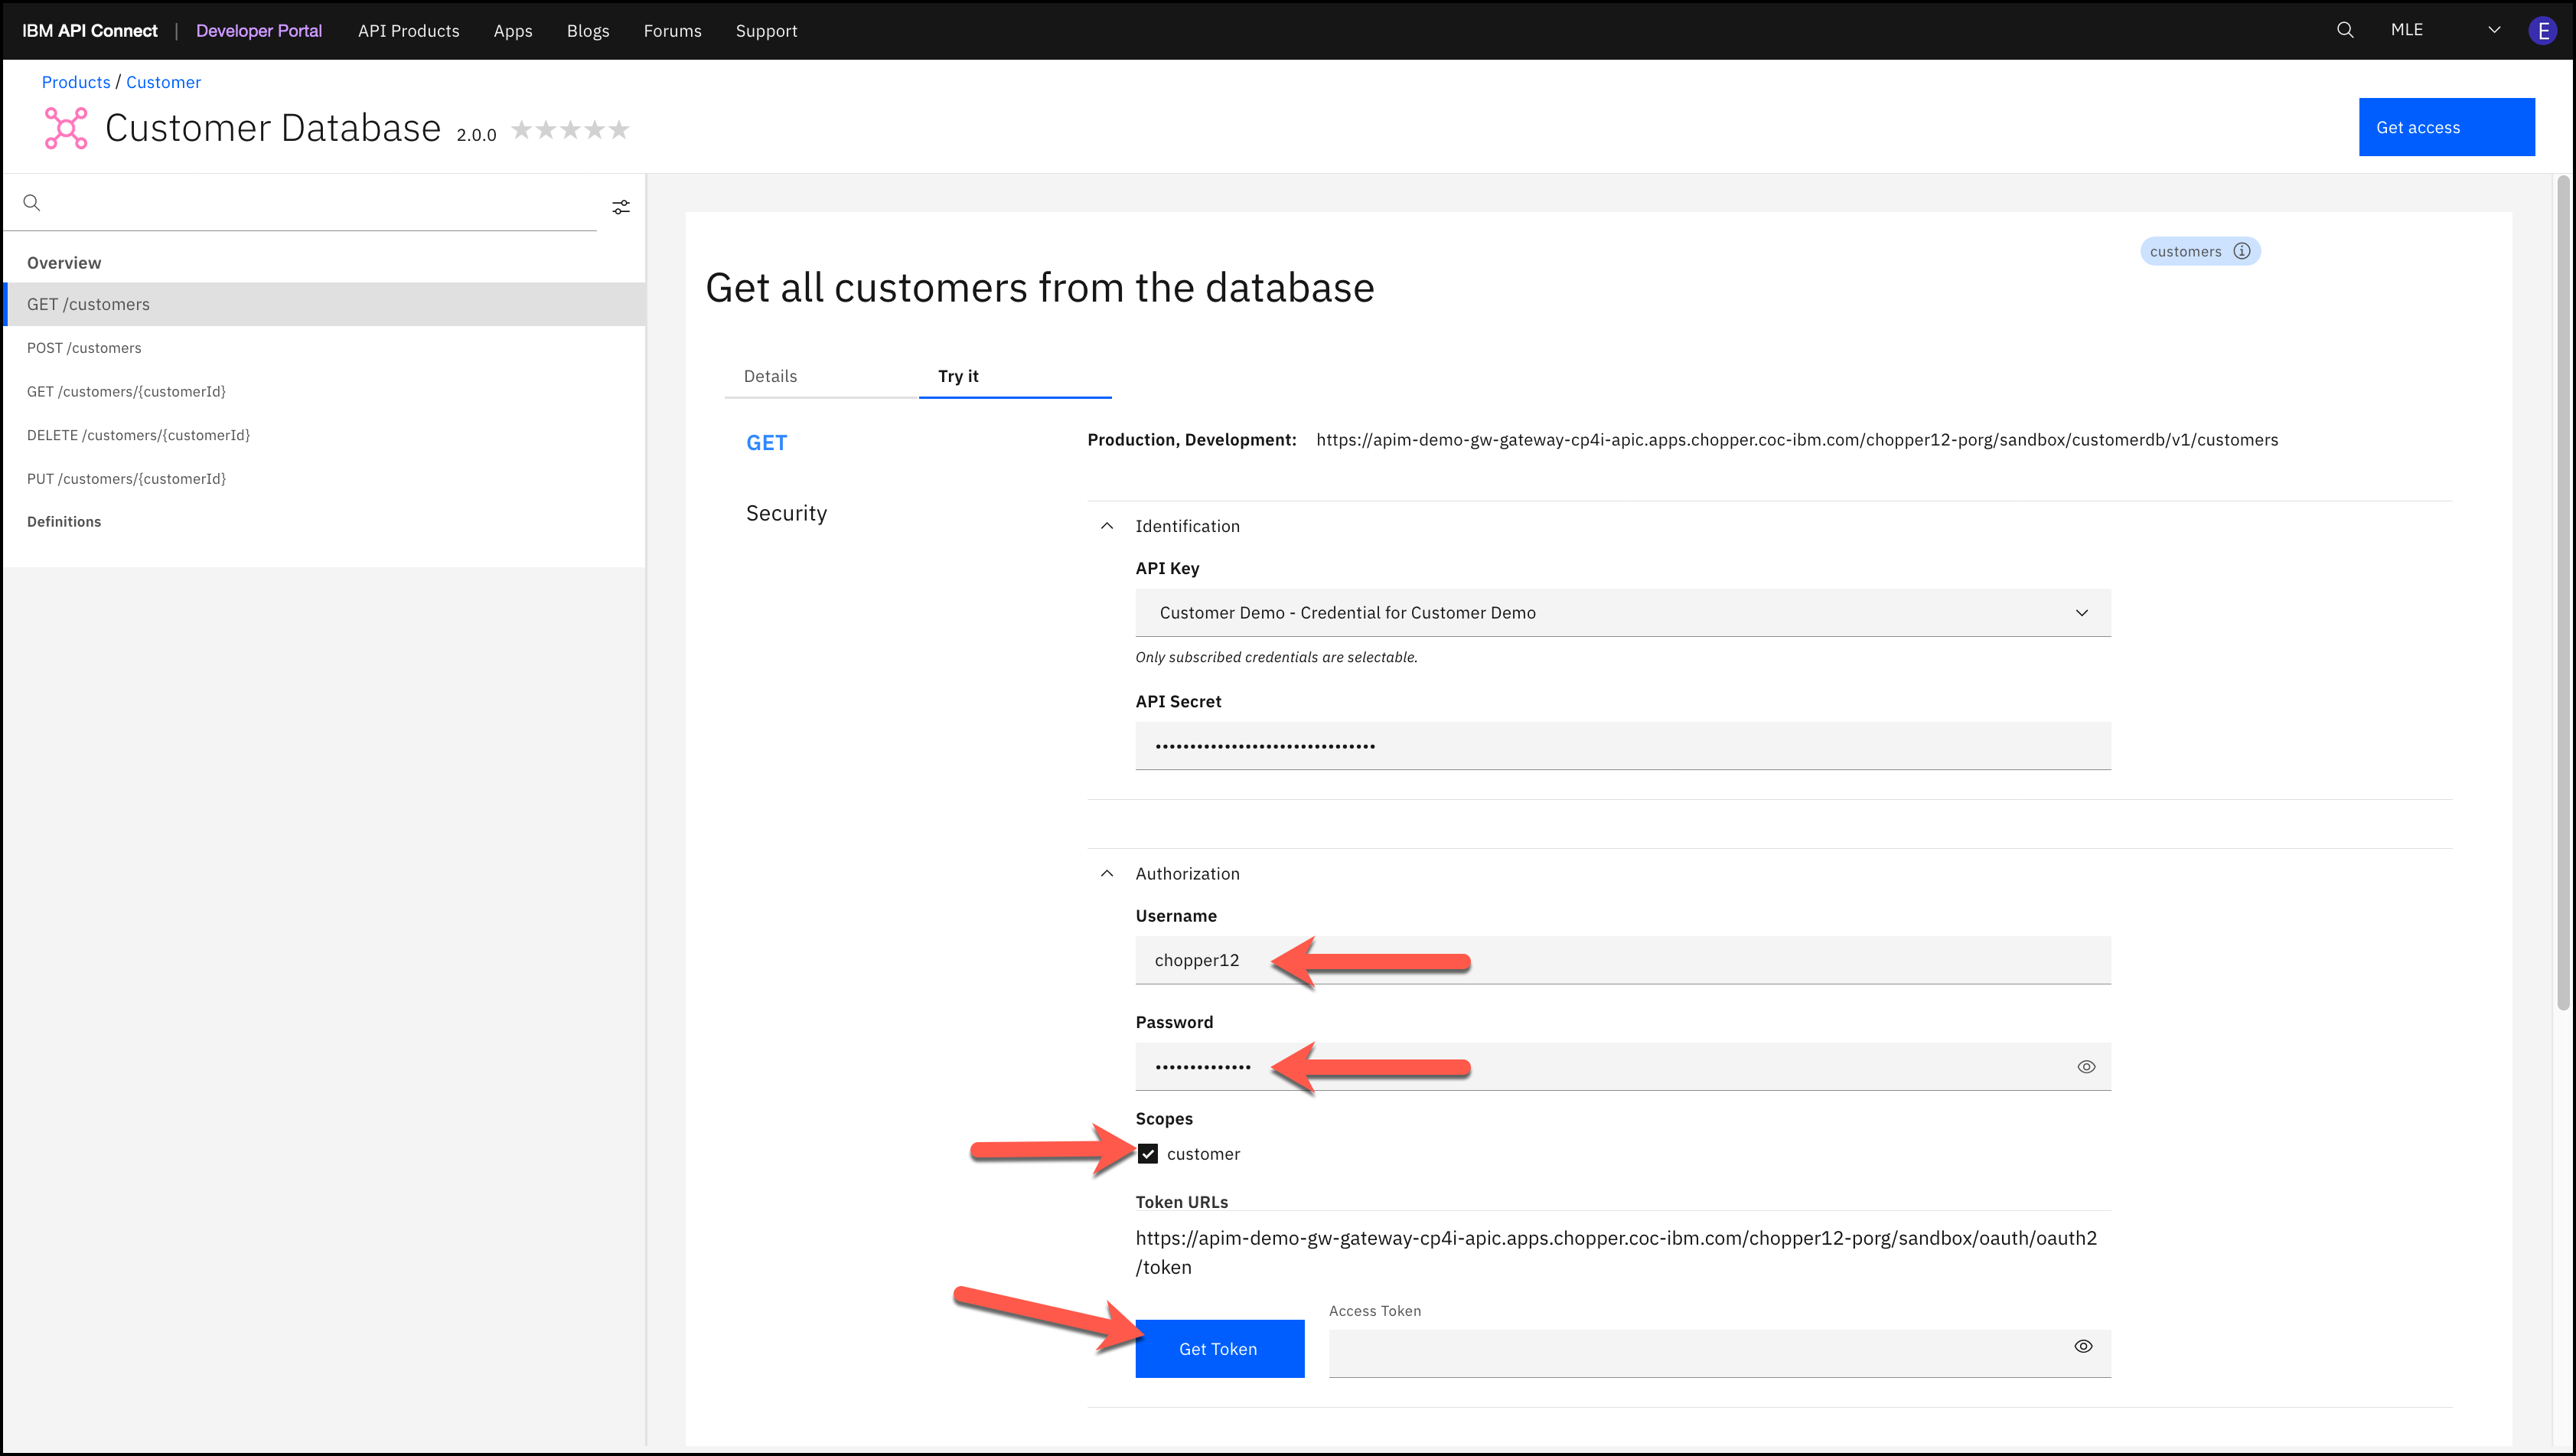 IBM API Connect | Developer Portal API Products Apps Blogs Forums Support MLE E
Products / Customer
Customer Database 2.0.0
Get access
Overview
GET /customers
POST /customers
GET /customers/{customerId}
DELETE /customers/{customerId}
PUT /customers/{customerId}
Definitions
customers
Get all customers from the database
Details Try it
GET Production, Development: https://apim-demo-gw-gateway-cp4i-apic.apps.chopper.coc-ibm.com/chopper12-porg/sandbox/customerdb/v1/customers
Security
Identification
API Key
Customer Demo - Credential for Customer Demo
Only subscribed credentials are selectable.
API Secret
••••••••••••••••••••••••••••••••
Authorization
Username
chopper12
Password
••••••••••••••
Scopes
customer
Token URLs
https://apim-demo-gw-gateway-cp4i-apic.apps.chopper.coc-ibm.com/chopper12-porg/sandbox/oauth/oauth2
/token
Access Token
Get Token